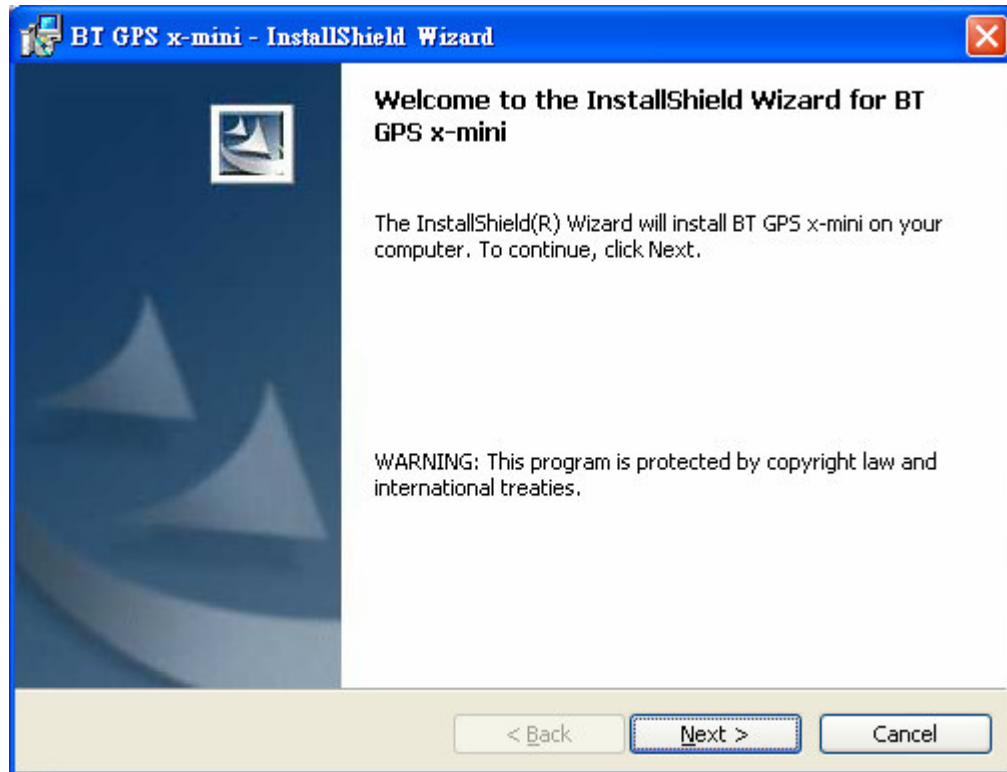 BT GPS x-mini - InstallShield Wizard
Welcome to the InstallShield Wizard for BT
GPS x-mini
The InstallShield(R) Wizard will install BT GPS x-mini on your
computer. To continue, click Next.
WARNING: This program is protected by copyright law and
international treaties.
< Back Next > Cancel